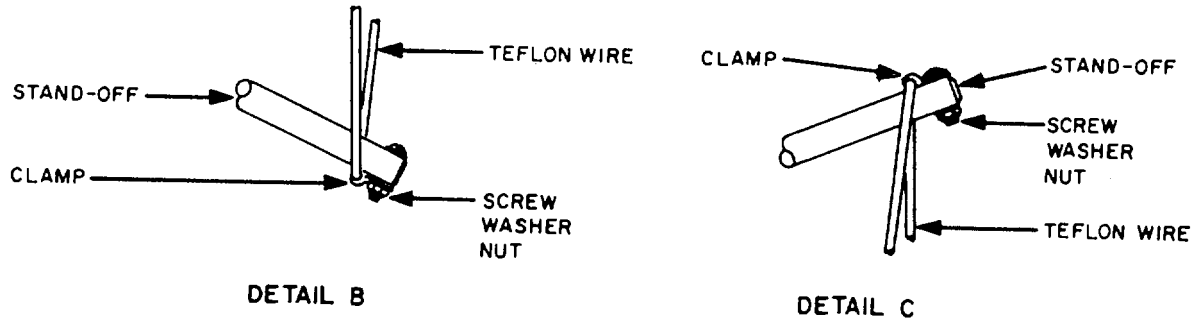 TEFLON WIRE
STAND-OFF
CLAMP
SCREW
WASHER
NUT
DETAIL B
CLAMP
STAND-OFF
SCREW
WASHER
NUT
TEFLON WIRE
DETAIL C